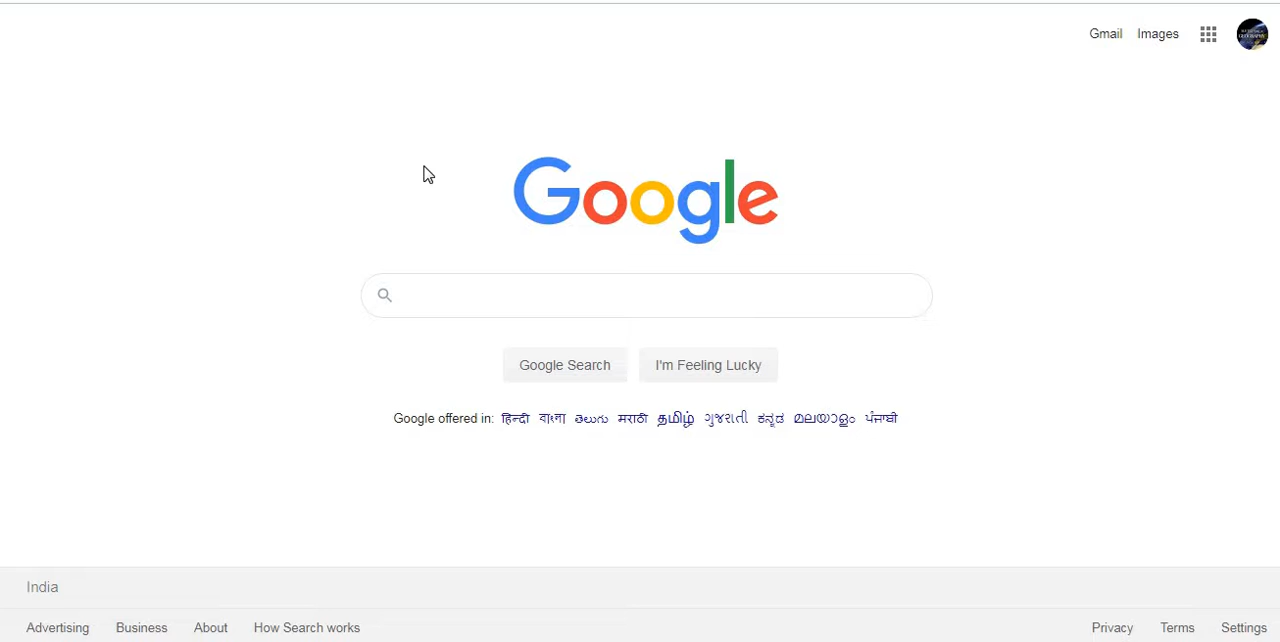 Gmail Images
Google
Google Search I'm Feeling Lucky
Google offered in: हिन्दी বাংলা తెలుగు मराठी தமிழ் ગુજરાતી ಕನ್ನಡ മലയാളം ਪੰਜਾਬੀ
India
Advertising Business About How Search works Privacy Terms Settings